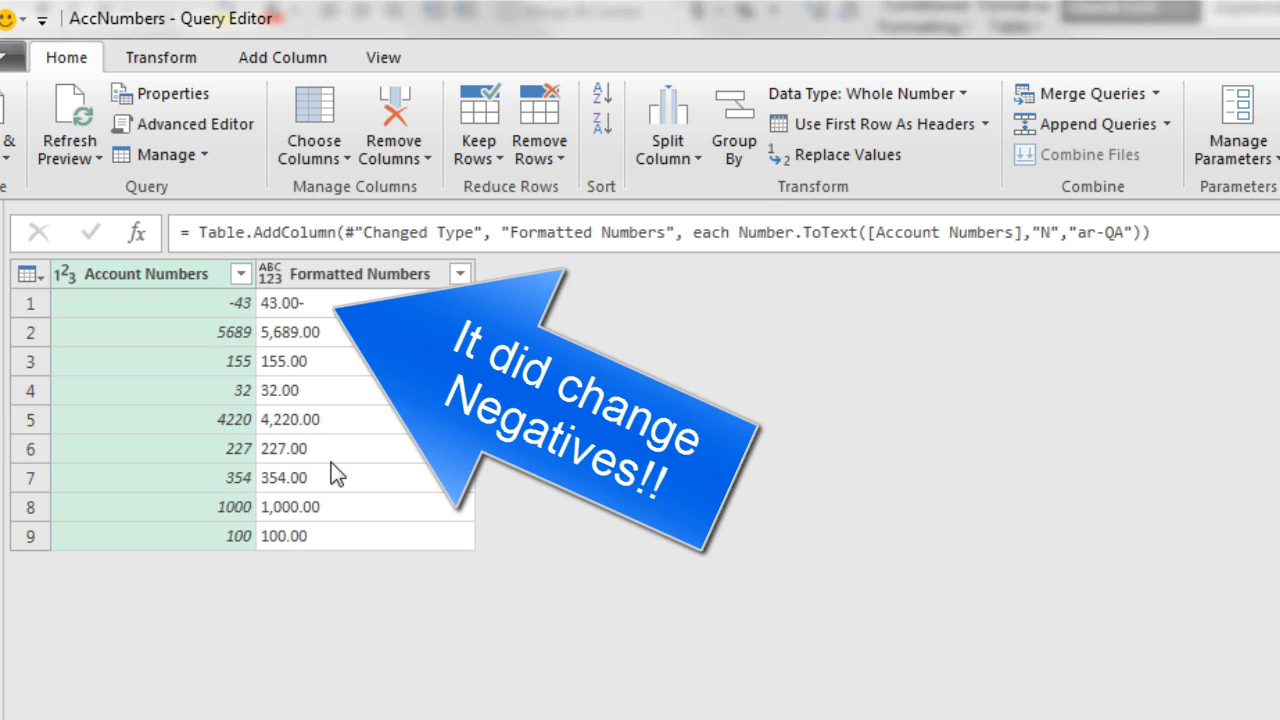 AccNumbers - Query Editor
Home Transform Add Column View
Properties
Advanced Editor
Manage
Refresh
Preview
Query
Choose
Columns
Remove
Columns
Manage Columns
Keep
Rows
Remove
Rows
Reduce Rows
Sort
Split
Column
Group
By
Data Type: Whole Number
Use First Row As Headers
Replace Values
Transform
Merge Queries
Append Queries
Combine Files
Combine
Manage
Parameters
Parameters
fx = Table.AddColumn(#"Changed Type", "Formatted Numbers", each Number.ToText([Account Numbers],"N","ar-QA"))
123 Account Numbers ABC 123 Formatted Numbers
1 -43 43.00-
2 5689 5,689.00
3 155 155.00
4 32 32.00
5 4220 4,220.00
6 227 227.00
7 354 354.00
8 1000 1,000.00
9 100 100.00
It did change
Negatives!!